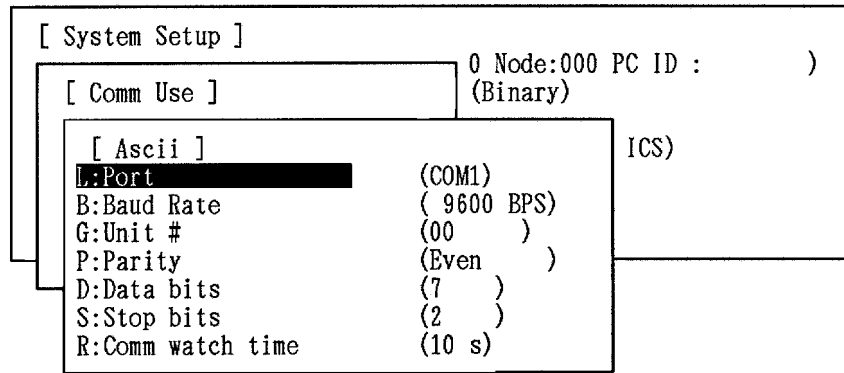 [ System Setup ]
0 Node:000 PC ID : )
[ Comm Use ]
(Binary)
[ Ascii ]
ICS)
L:Port (COM1)
B:Baud Rate ( 9600 BPS)
G:Unit # (00 )
P:Parity (Even )
D:Data bits (7 )
S:Stop bits (2 )
R:Comm watch time (10 s)